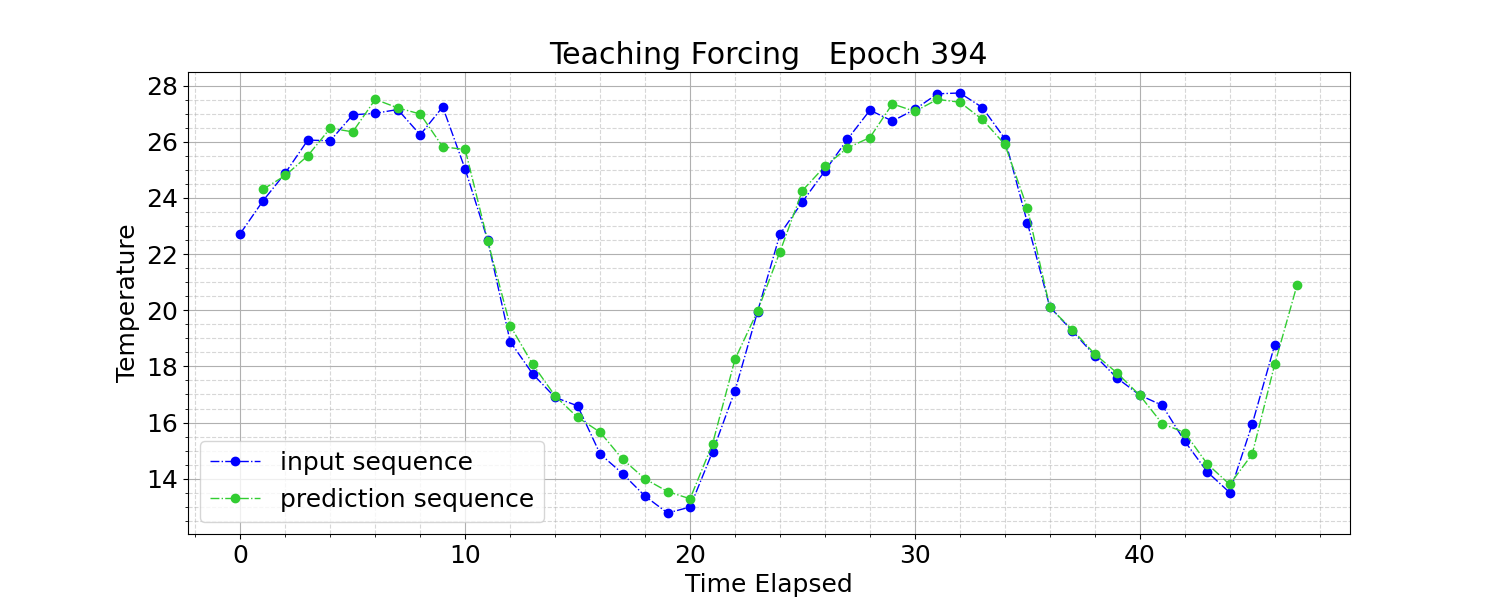 Teaching Forcing   Epoch 394
28
26
24
22
20
18
16
14
Temperature
input sequence
prediction sequence
0 10 20 30 40
Time Elapsed